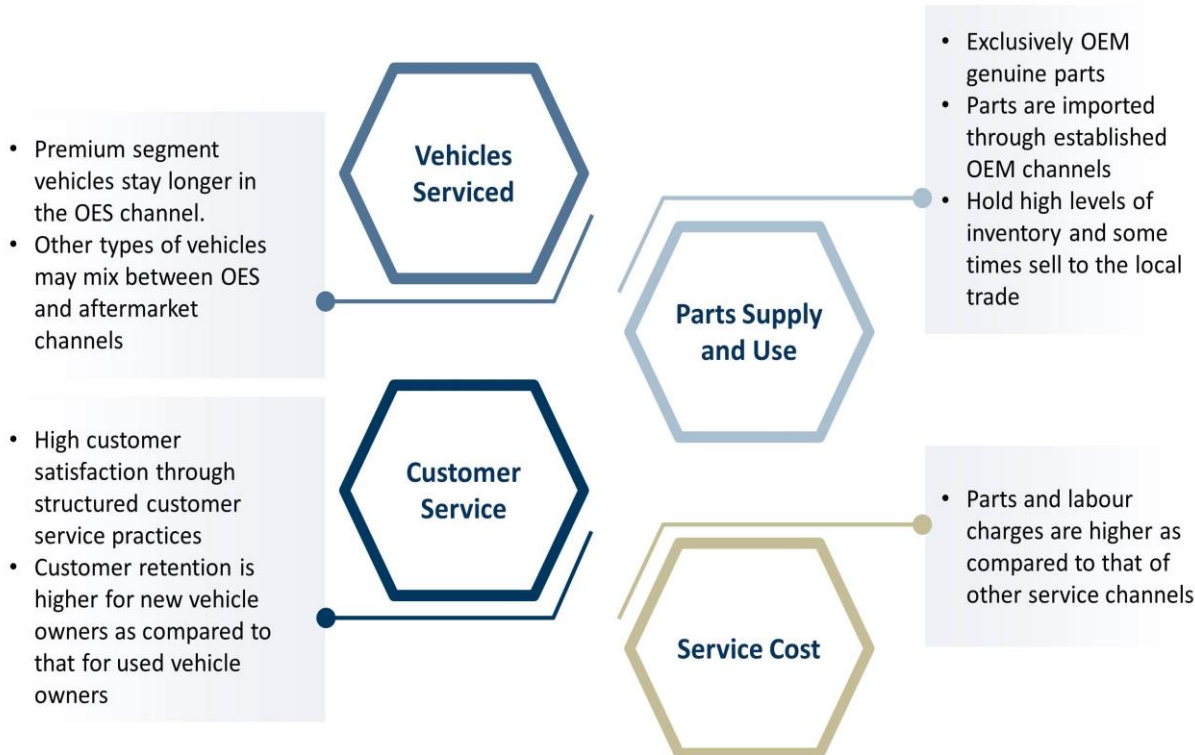 Vehicles
Serviced
• Premium segment
vehicles stay longer in
the OES channel.
• Other types of vehicles
may mix between OES
and aftermarket
channels
Parts Supply
and Use
• Exclusively OEM
genuine parts
• Parts are imported
through established
OEM channels
• Hold high levels of
inventory and some
times sell to the local
trade
Customer
Service
• High customer
satisfaction through
structured customer
service practices
• Customer retention is
higher for new vehicle
owners as compared to
that for used vehicle
owners
Service Cost
• Parts and labour
charges are higher as
compared to that of
other service channels